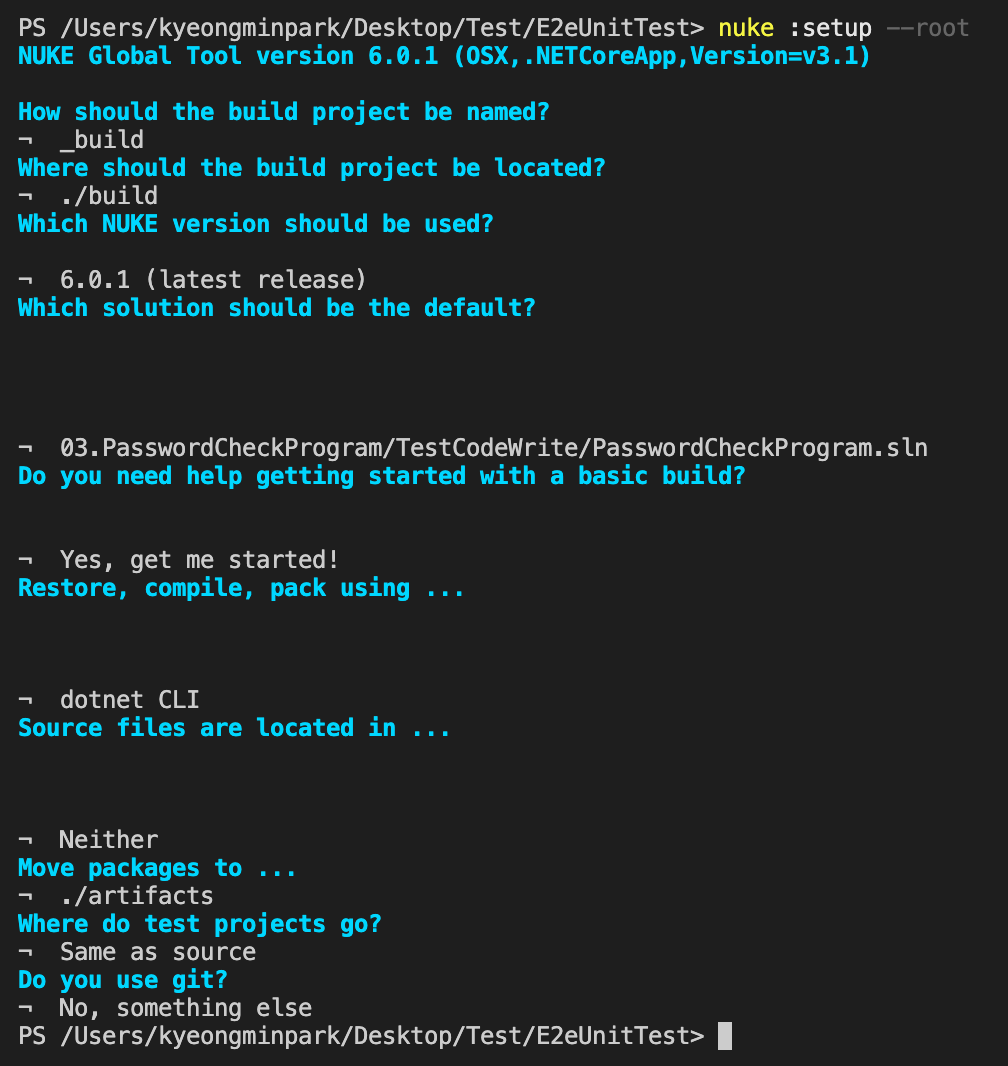 PS /Users/kyeongminpark/Desktop/Test/E2eUnitTest> nuke :setup --root
NUKE Global Tool version 6.0.1 (OSX,.NETCoreApp,Version=v3.1)
How should the build project be named?
¬ _build
Where should the build project be located?
¬ ./build
Which NUKE version should be used?
¬ 6.0.1 (latest release)
Which solution should be the default?
¬ 03.PasswordCheckProgram/TestCodeWrite/PasswordCheckProgram.sln
Do you need help getting started with a basic build?
¬ Yes, get me started!
Restore, compile, pack using ...
¬ dotnet CLI
Source files are located in ...
¬ Neither
Move packages to ...
¬ ./artifacts
Where do test projects go?
¬ Same as source
Do you use git?
¬ No, something else
PS /Users/kyeongminpark/Desktop/Test/E2eUnitTest>